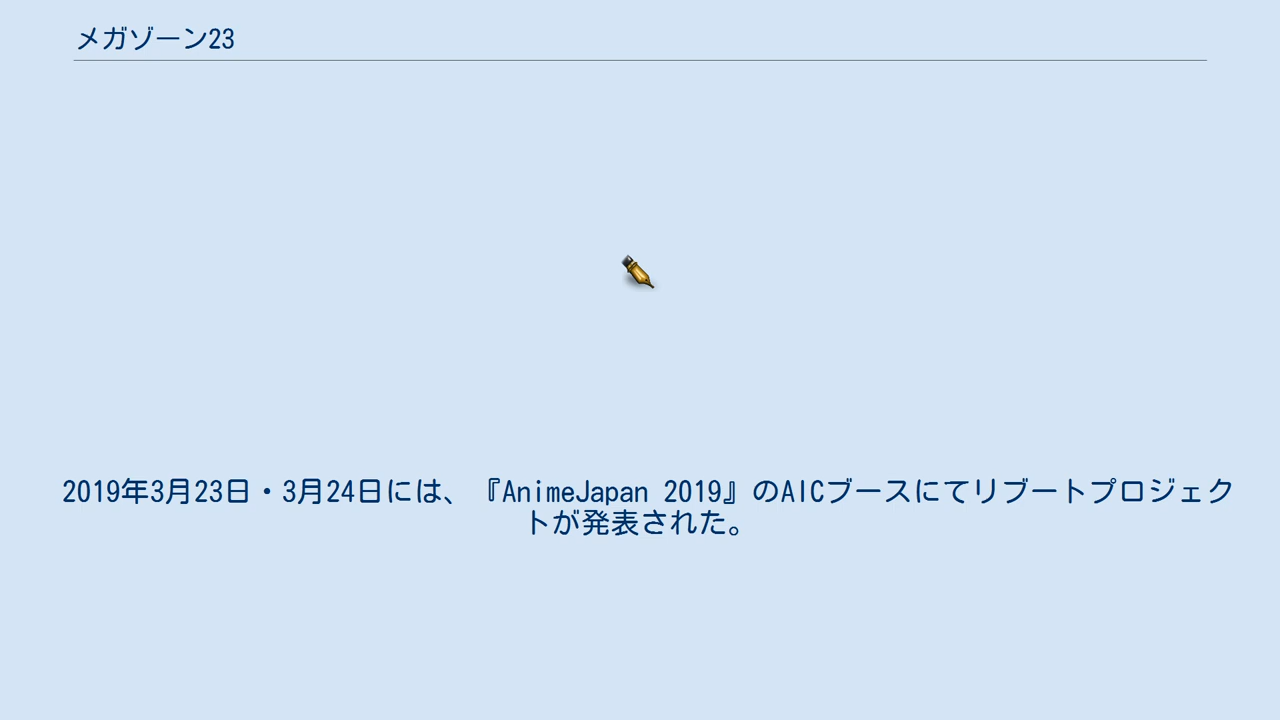 メガゾーン23
2019年3月23日・3月24日には、『AnimeJapan 2019』のAICブースにてリブートプロジェク
トが発表された。